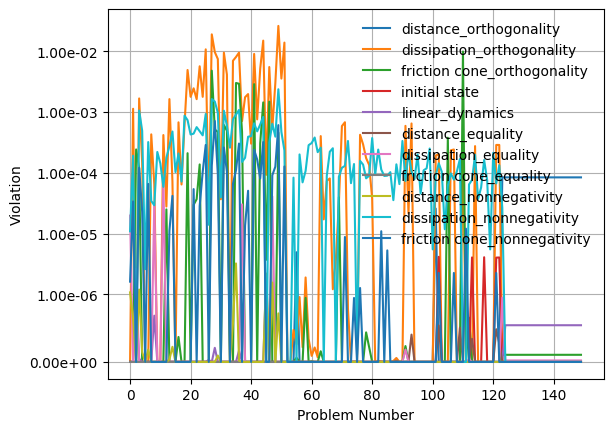 distance_orthogonality
dissipation_orthogonality
friction cone_orthogonality
initial state
linear_dynamics
distance_equality
dissipation_equality
friction cone_equality
distance_nonnegativity
dissipation_nonnegativity
friction cone_nonnegativity
Violation
1.00e-02
1.00e-03
1.00e-04
1.00e-05
1.00e-06
0.00e+00
0 20 40 60 80 100 120 140
Problem Number